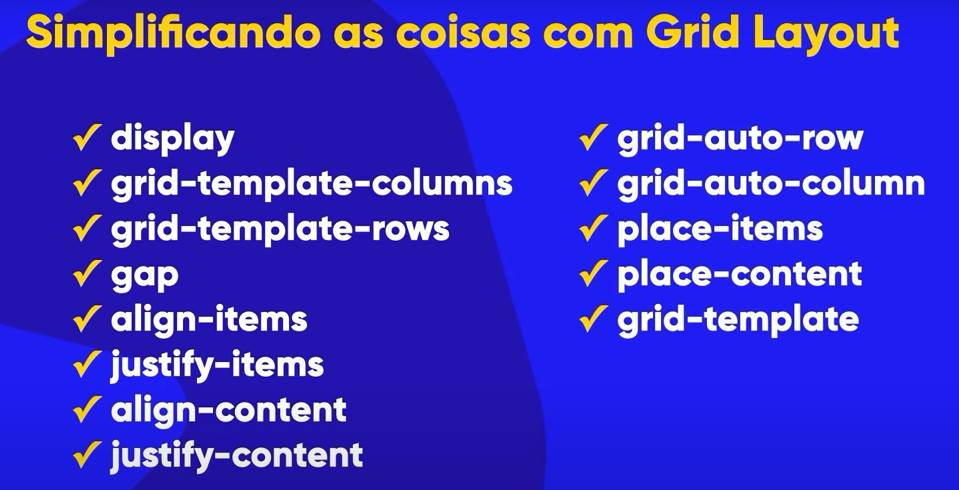 Simplificando as coisas com Grid Layout
✓ display
✓ grid-template-columns
✓ grid-template-rows
✓ gap
✓ align-items
✓ justify-items
✓ align-content
✓ justify-content
✓ grid-auto-row
✓ grid-auto-column
✓ place-items
✓ place-content
✓ grid-template